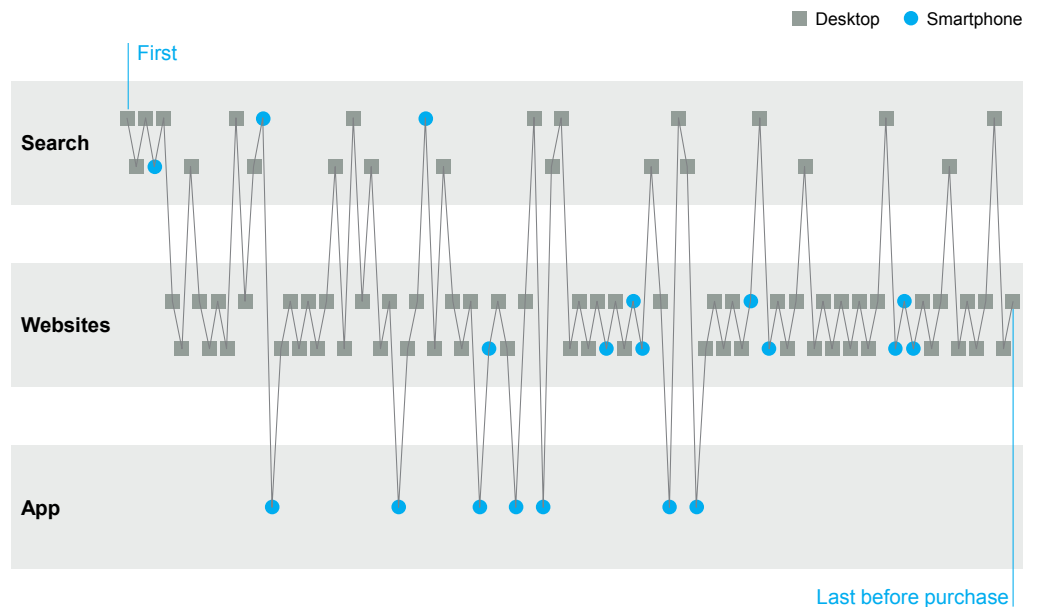 Desktop Smartphone
First
Search
Websites
App
Last before purchase